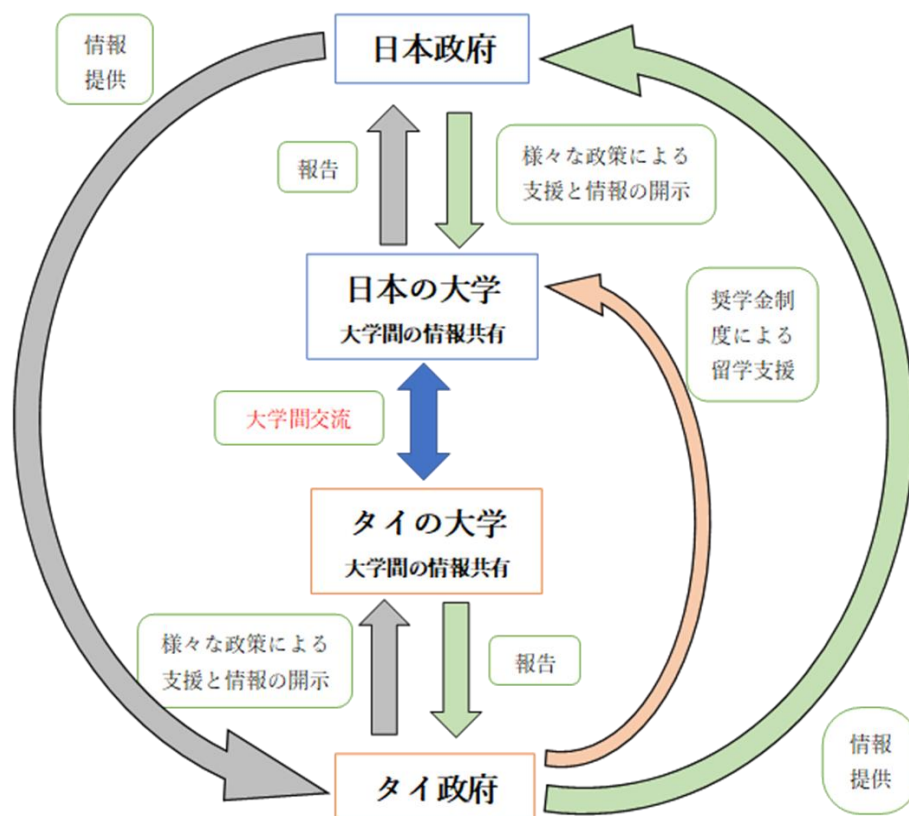 情報
提供
日本政府
報告
様々な政策による
支援と情報の開示
日本の大学
大学間の情報共有
奨学金制
度による
留学支援
大学間交流
タイの大学
大学間の情報共有
様々な政策による
支援と情報の開示
報告
タイ政府
情報
提供